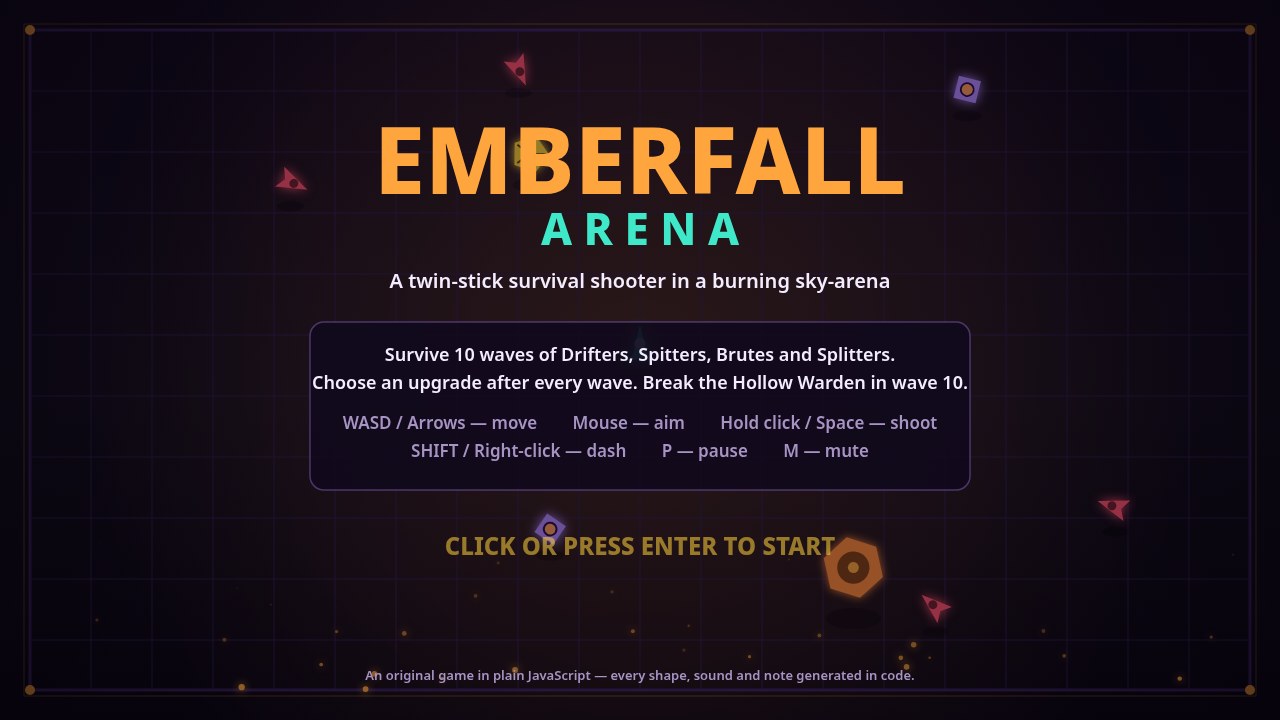 EMBERFALL
ARENA
A twin-stick survival shooter in a burning sky-arena
Survive 10 waves of Drifters, Spitters, Brutes and Splitters.
Choose an upgrade after every wave. Break the Hollow Warden in wave 10.
WASD / Arrows — move Mouse — aim Hold click / Space — shoot
SHIFT / Right-click — dash P — pause M — mute
CLICK OR PRESS ENTER TO START
An original game in plain JavaScript — every shape, sound and note generated in code.